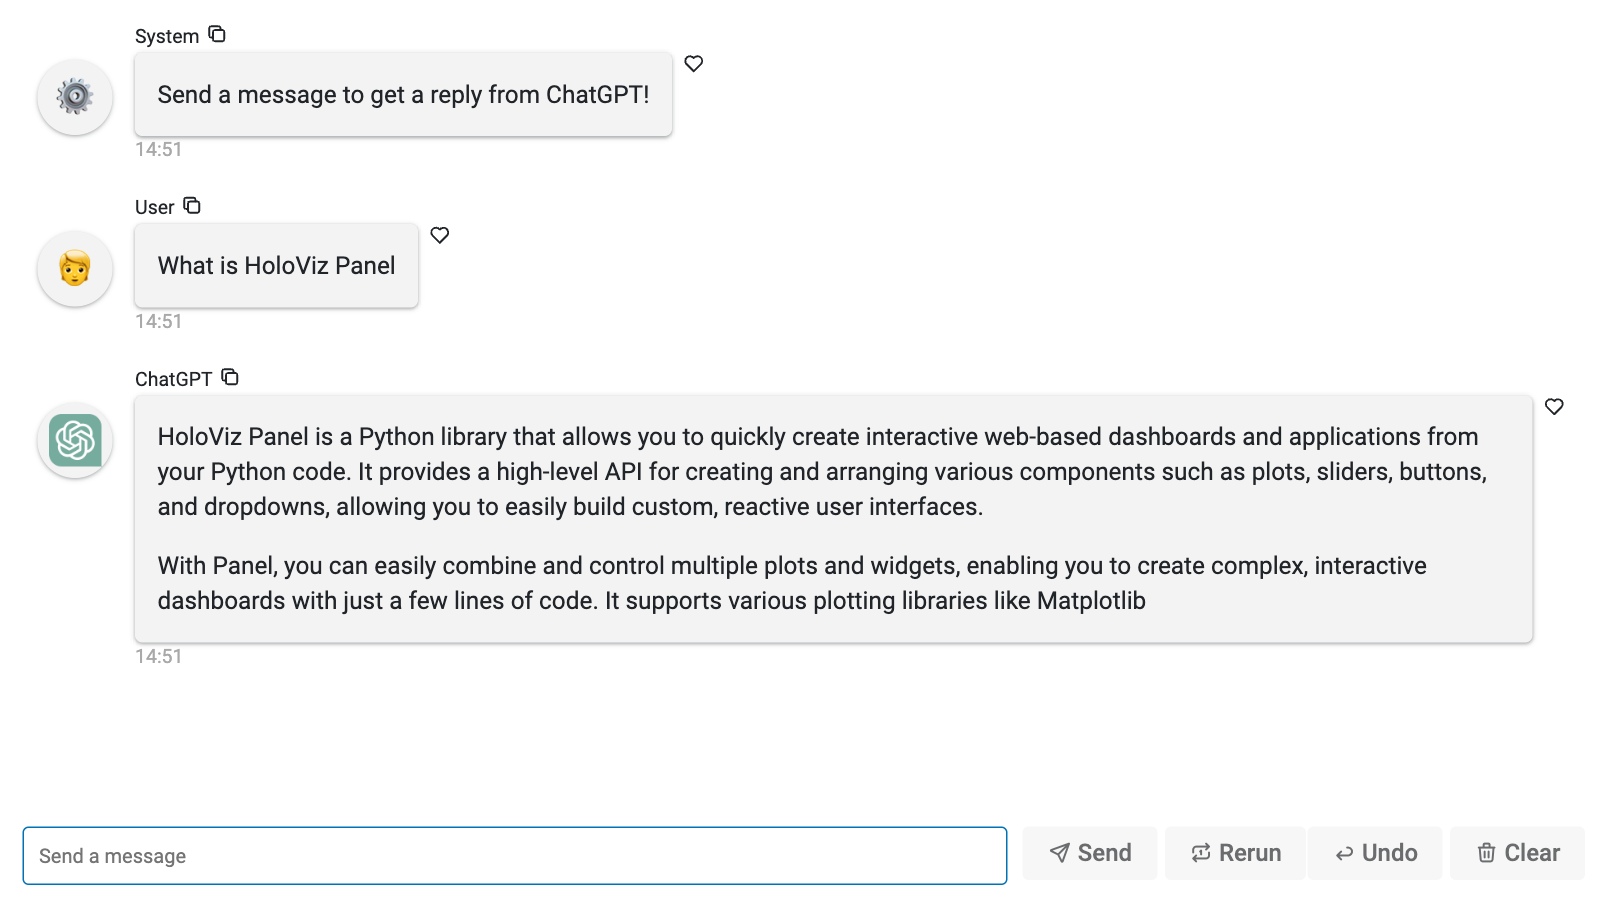 System
Send a message to get a reply from ChatGPT!
14:51
User
What is HoloViz Panel
14:51
ChatGPT
HoloViz Panel is a Python library that allows you to quickly create interactive web-based dashboards and applications from
your Python code. It provides a high-level API for creating and arranging various components such as plots, sliders, buttons,
and dropdowns, allowing you to easily build custom, reactive user interfaces.
With Panel, you can easily combine and control multiple plots and widgets, enabling you to create complex, interactive
dashboards with just a few lines of code. It supports various plotting libraries like Matplotlib
14:51
Send a message
Send
Rerun
Undo
Clear